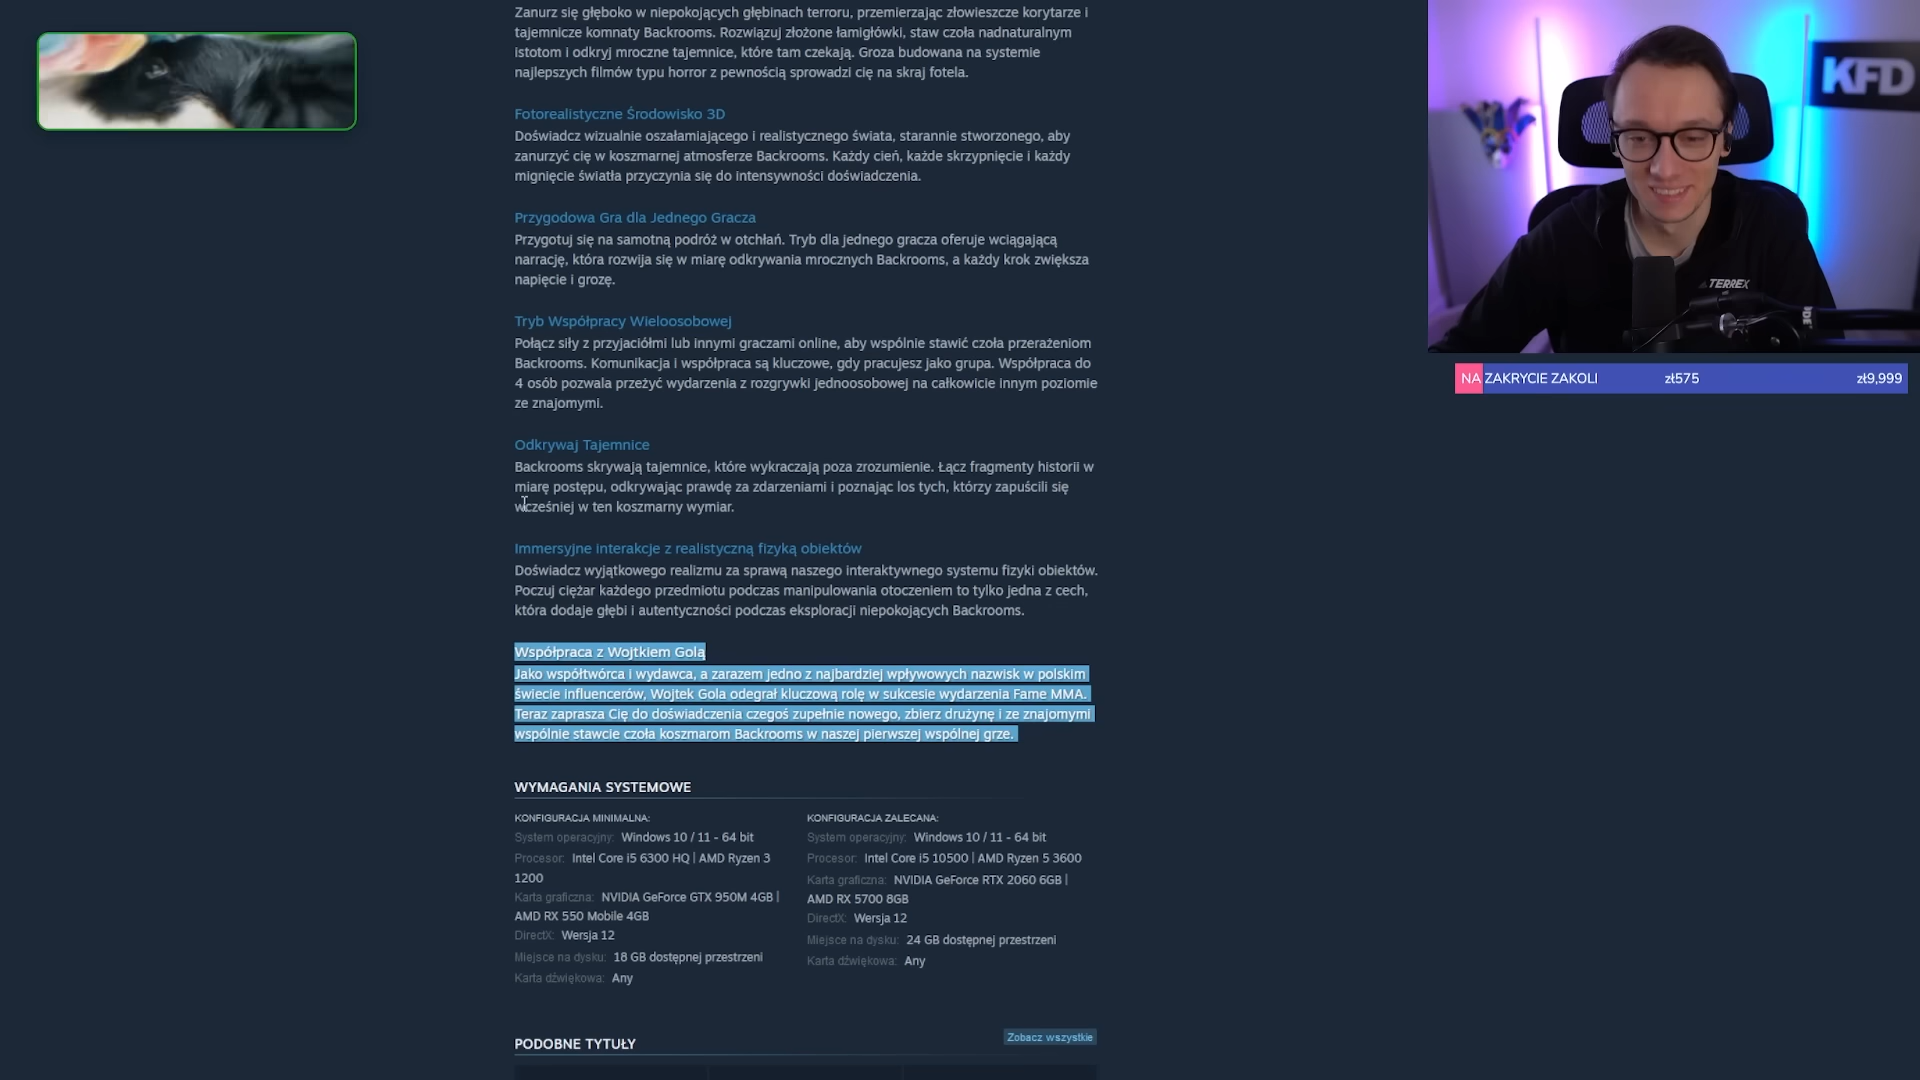 Zanurz się głęboko w niepokojących głębinach terroru, przemierzając złowieszcze korytarze i
tajemnicze komnaty Backrooms. Rozwiązuj złożone łamigłówki, staw czoła nadnaturalnym
istotom i odkryj mroczne tajemnice, które tam czekają. Groza budowana na systemie
najlepszych filmów typu horror z pewnością sprowadzi cię na skraj fotela.
Fotorealistyczne Środowisko 3D
Doświadcz wizualnie oszałamiającego i realistycznego świata, starannie stworzonego, aby
zanurzyć cię w koszmarnej atmosferze Backrooms. Każdy cień, każde skrzypnięcie i każdy
mignięcie światła przyczynia się do intensywności doświadczenia.
Przygodowa Gra dla Jednego Gracza
Przygotuj się na samotną podróż w otchłań. Tryb dla jednego gracza oferuje wciągającą
narrację, która rozwija się w miarę odkrywania mrocznych Backrooms, a każdy krok zwiększa
napięcie i grozę.
Tryb Współpracy Wieloosobowej
Połącz siły z przyjaciółmi lub innymi graczami online, aby wspólnie stawić czoła przerażeniom
Backrooms. Komunikacja i współpraca są kluczowe, gdy pracujesz jako grupa. Współpraca do
4 osób pozwala przeżyć wydarzenia z rozgrywki jednoosobowej na całkowicie innym poziomie
ze znajomymi.
Odkrywaj Tajemnice
Backrooms skrywają tajemnice, które wykraczają poza zrozumienie. Łącz fragmenty historii w
miarę postępu, odkrywając prawdę za zdarzeniami i poznając los tych, którzy zapuścili się
wcześniej w ten koszmarny wymiar.
Immersyjne interakcje z realistyczną fizyką obiektów
Doświadcz wyjątkowego realizmu za sprawą naszego interaktywnego systemu fizyki obiektów.
Poczuj ciężar każdego przedmiotu podczas manipulowania otoczeniem to tylko jedna z cech,
która dodaje głębi i autentyczności podczas eksploracji niepokojących Backrooms.
Współpraca z Wojtkiem Golą
Jako współtwórca i wydawca, a zarazem jedno z najbardziej wpływowych nazwisk w polskim
świecie influencerów, Wojtek Gola odegrał kluczową rolę w sukcesie wydarzenia Fame MMA.
Teraz zaprasza Cię do doświadczenia czegoś zupełnie nowego, zbierz drużynę i ze znajomymi
wspólnie stawcie czoła koszmarom Backrooms w naszej pierwszej wspólnej grze.
WYMAGANIA SYSTEMOWE
KONFIGURACJA MINIMALNA:
System operacyjny: Windows 10 / 11 - 64 bit
Procesor: Intel Core i5 6300 HQ | AMD Ryzen 3
1200
Karta graficzna: NVIDIA GeForce GTX 950M 4GB |
AMD RX 550 Mobile 4GB
DirectX: Wersja 12
Miejsce na dysku: 18 GB dostępnej przestrzeni
Karta dźwiękowa: Any
KONFIGURACJA ZALECANA:
System operacyjny: Windows 10 / 11 - 64 bit
Procesor: Intel Core i5 10500 | AMD Ryzen 5 3600
Karta graficzna: NVIDIA GeForce RTX 2060 6GB |
AMD RX 5700 8GB
DirectX: Wersja 12
Miejsce na dysku: 24 GB dostępnej przestrzeni
Karta dźwiękowa: Any
PODOBNE TYTUŁY
Zobacz wszystkie
KFD
TERREX
NA ZAKRYCIE ZAKOLI zł575 zł9,999